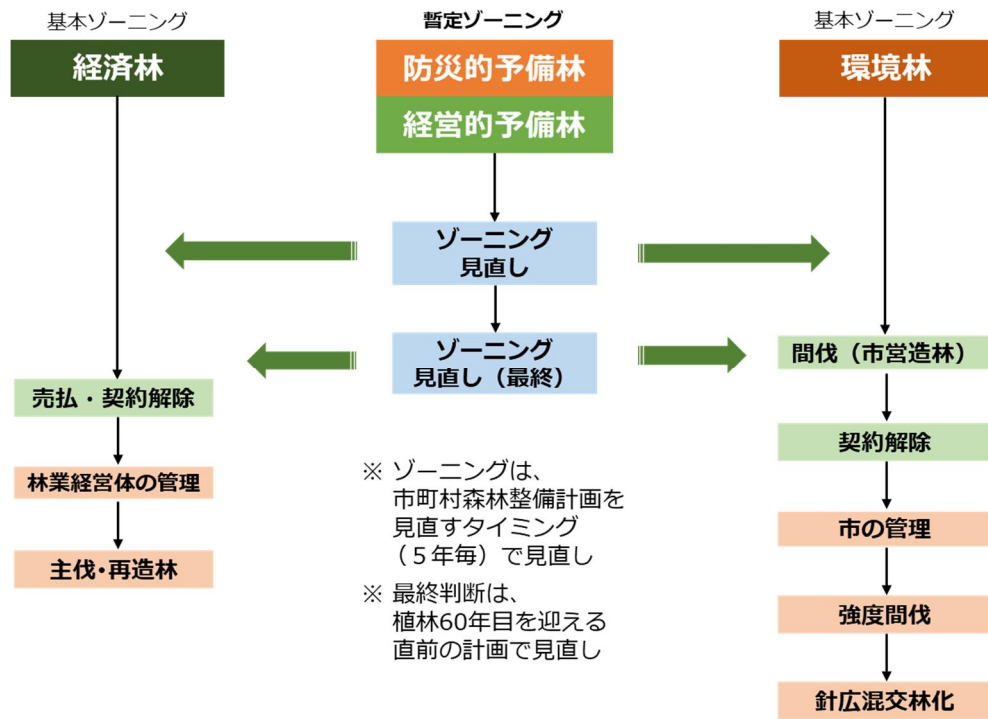 基本ゾーニング
経済林
売払・契約解除
林業経営体の管理
主伐・再造林
暫定ゾーニング
防災的予備林
経営的予備林
ゾーニング
見直し
ゾーニング
見直し（最終）
※ ゾーニングは、
市町村森林整備計画を
見直すタイミング
（５年毎）で見直し
※ 最終判断は、
植林60年目を迎える
直前の計画で見直し
基本ゾーニング
環境林
間伐（市営造林）
契約解除
市の管理
強度間伐
針広混交林化